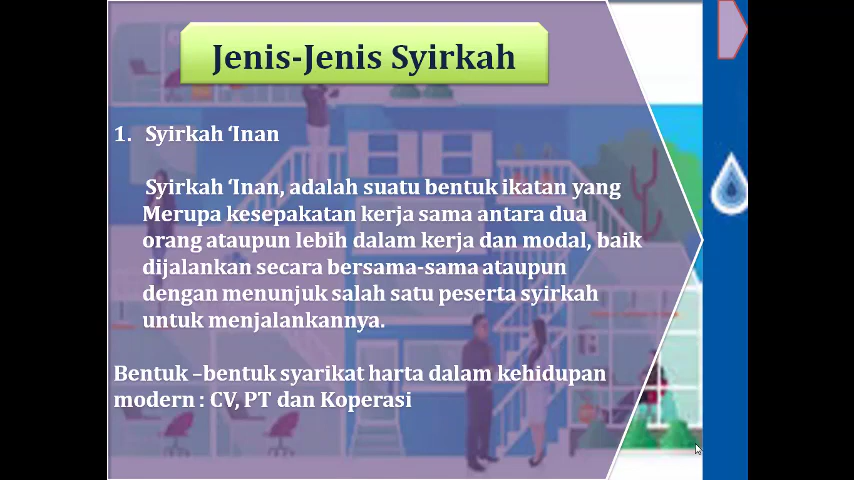 Jenis-Jenis Syirkah
1. Syirkah ‘Inan
Syirkah ‘Inan, adalah suatu bentuk ikatan yang
Merupa kesepakatan kerja sama antara dua
orang ataupun lebih dalam kerja dan modal, baik
dijalankan secara bersama-sama ataupun
dengan menunjuk salah satu peserta syirkah
untuk menjalankannya.
Bentuk –bentuk syarikat harta dalam kehidupan
modern : CV, PT dan Koperasi